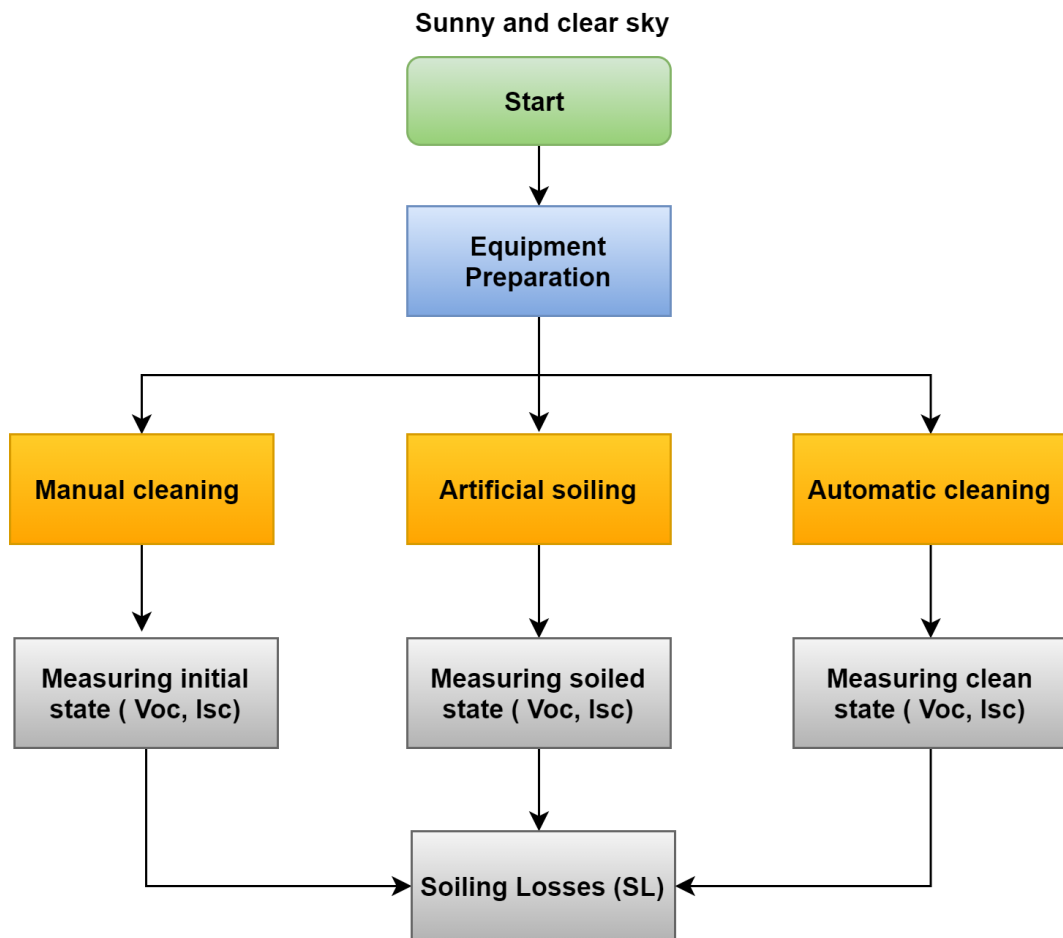 Sunny and clear sky
Start
Equipment
Preparation
Manual cleaning
Artificial soiling
Automatic cleaning
Measuring initial
state ( Voc, Isc)
Measuring soiled
state ( Voc, Isc)
Measuring clean
state ( Voc, Isc)
Soiling Losses (SL)